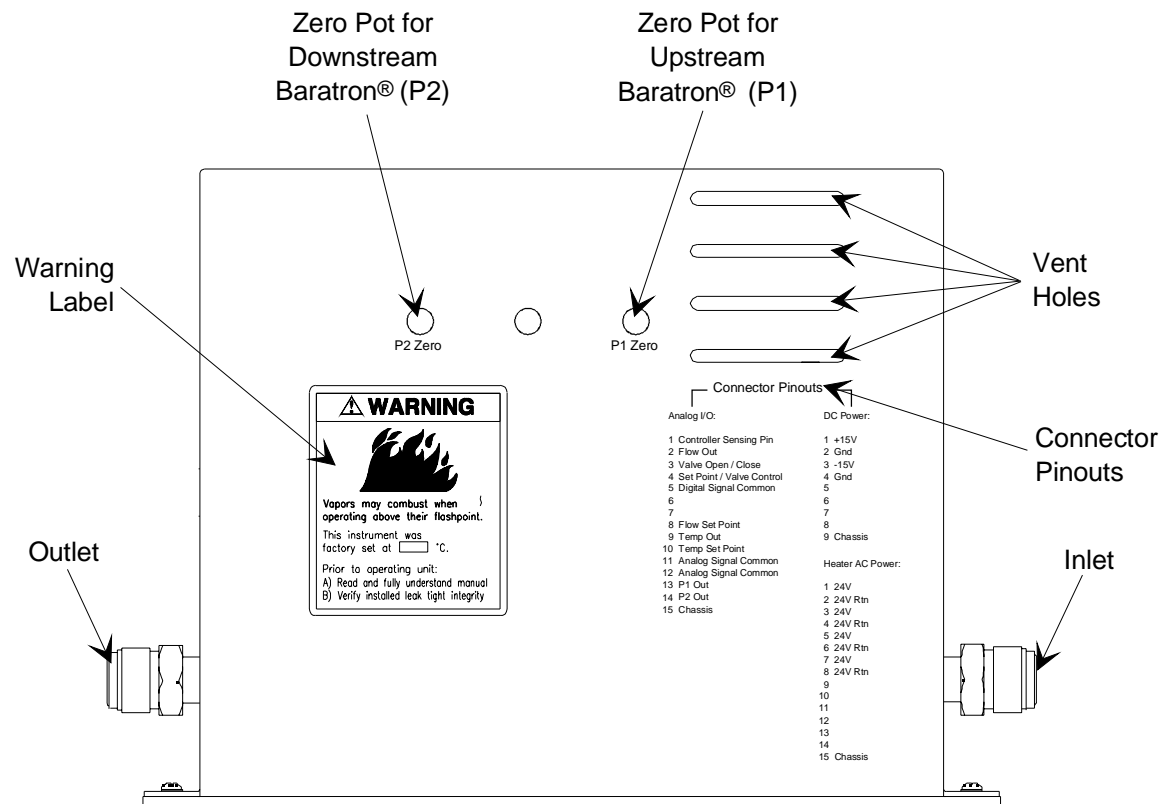 Zero Pot for
Downstream
Baratron® (P2)
Zero Pot for
Upstream
Baratron® (P1)
Warning
Label
Vent
Holes
P2 Zero
P1 Zero
Connector Pinouts
Connector
Pinouts
⚠ WARNING
Vapors may combust when
operating above their flashpoint.
This instrument was
factory set at °C.
Prior to operating unit:
A) Read and fully understand manual
B) Verify installed leak tight integrity
Analog I/O:
1 Controller Sensing Pin
2 Flow Out
3 Valve Open / Close
4 Set Point / Valve Control
5 Digital Signal Common
6
7
8 Flow Set Point
9 Temp Out
10 Temp Set Point
11 Analog Signal Common
12 Analog Signal Common
13 P1 Out
14 P2 Out
15 Chassis
DC Power:
1 +15V
2 Gnd
3 -15V
4 Gnd
5
6
7
8
9 Chassis
Heater AC Power:
1 24V
2 24V Rtn
3 24V
4 24V Rtn
5 24V
6 24V Rtn
7 24V
8 24V Rtn
9
10
11
12
13
14
15 Chassis
Outlet
Inlet